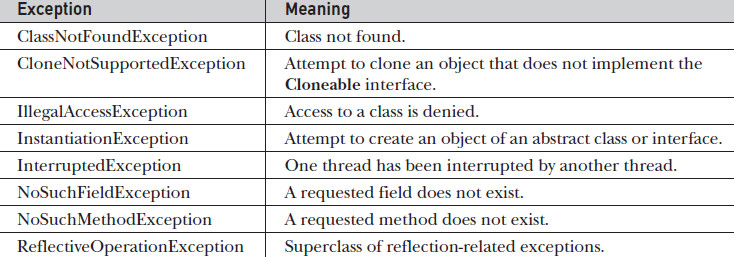 Exception Meaning
ClassNotFoundException Class not found.
CloneNotSupportedException Attempt to clone an object that does not implement the
Cloneable interface.
IllegalAccessException Access to a class is denied.
InstantiationException Attempt to create an object of an abstract class or interface.
InterruptedException One thread has been interrupted by another thread.
NoSuchFieldException A requested field does not exist.
NoSuchMethodException A requested method does not exist.
ReflectiveOperationException Superclass of reflection-related exceptions.